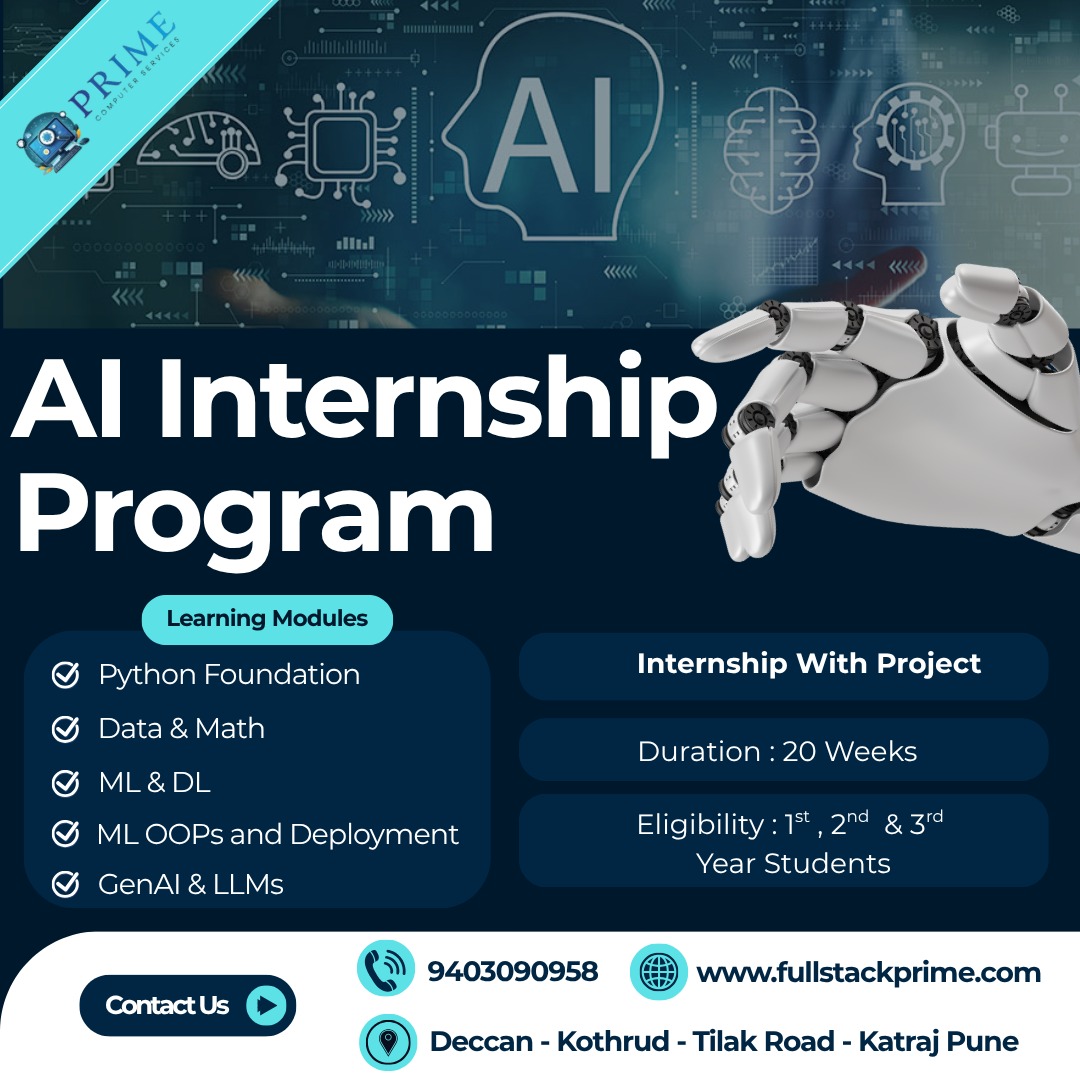 PRIME
COMPUTER SERVICES
AI
AI Internship
Program
Learning Modules
Python Foundation
Data & Math
ML & DL
ML OOPs and Deployment
GenAI & LLMs
Internship With Project
Duration : 20 Weeks
Eligibility : 1st , 2nd & 3rd
Year Students
Contact Us
9403090958
www.fullstackprime.com
Deccan - Kothrud - Tilak Road - Katraj Pune